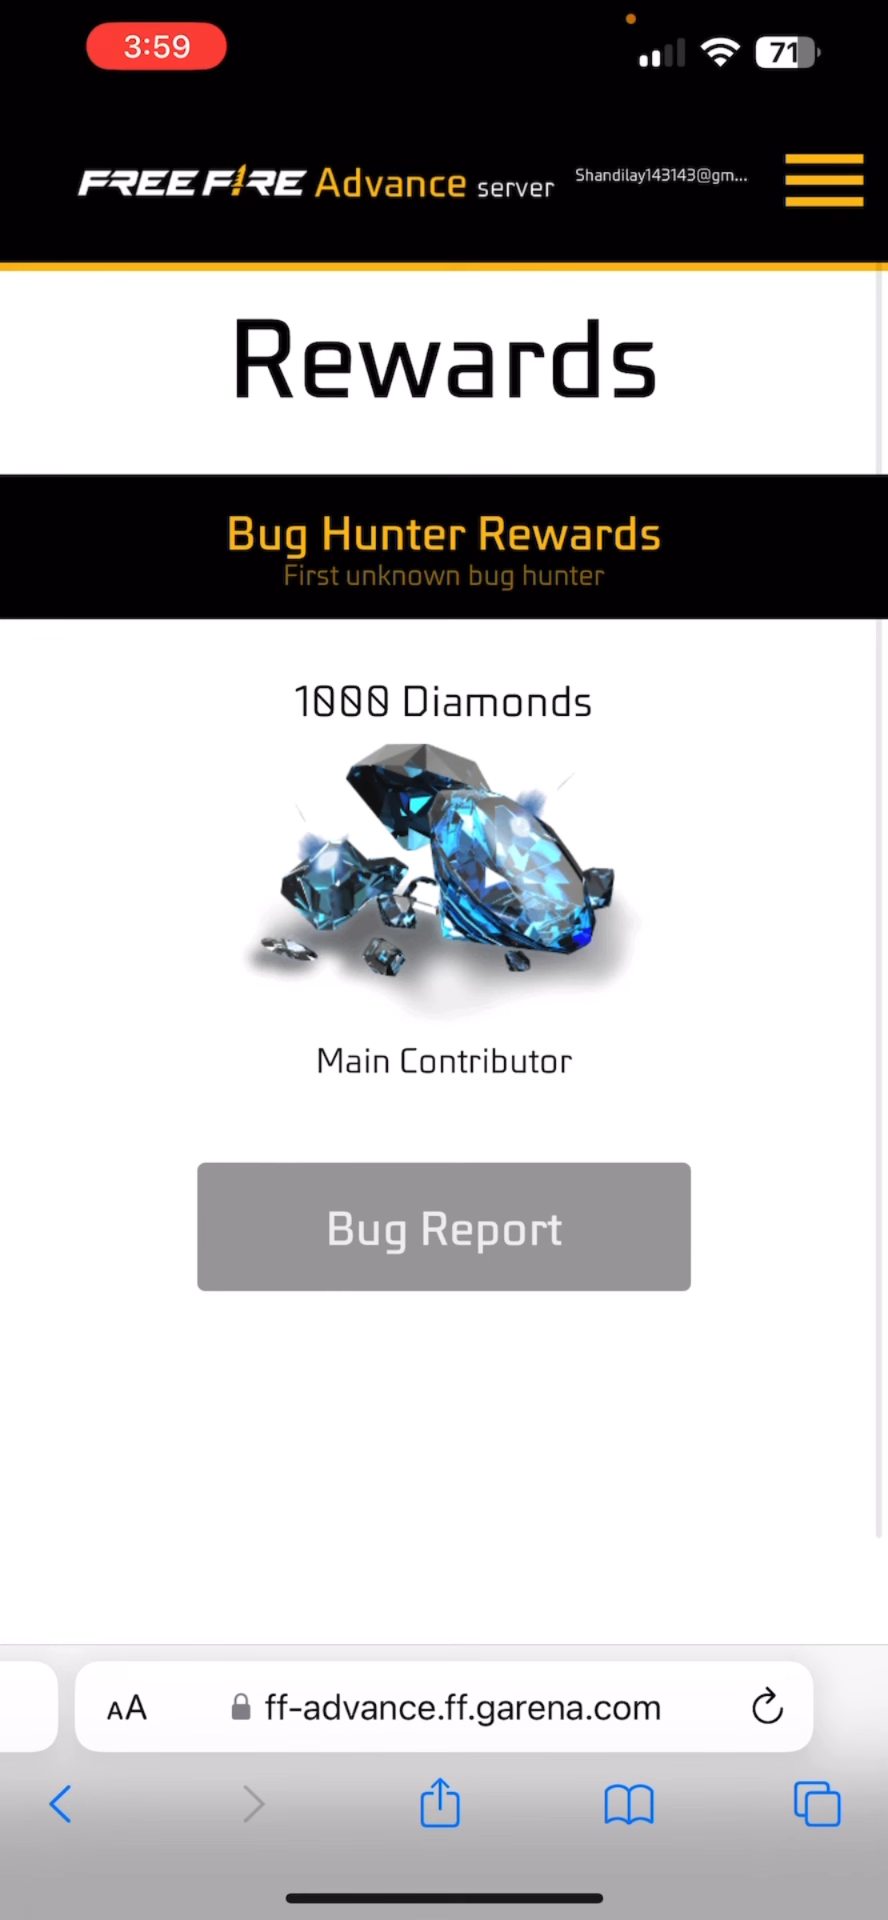 3:59
71
FREE FIRE Advance server
Shandilay143143@gm...
Rewards
Bug Hunter Rewards
First unknown bug hunter
1000 Diamonds
Main Contributor
Bug Report
AA
ff-advance.ff.garena.com